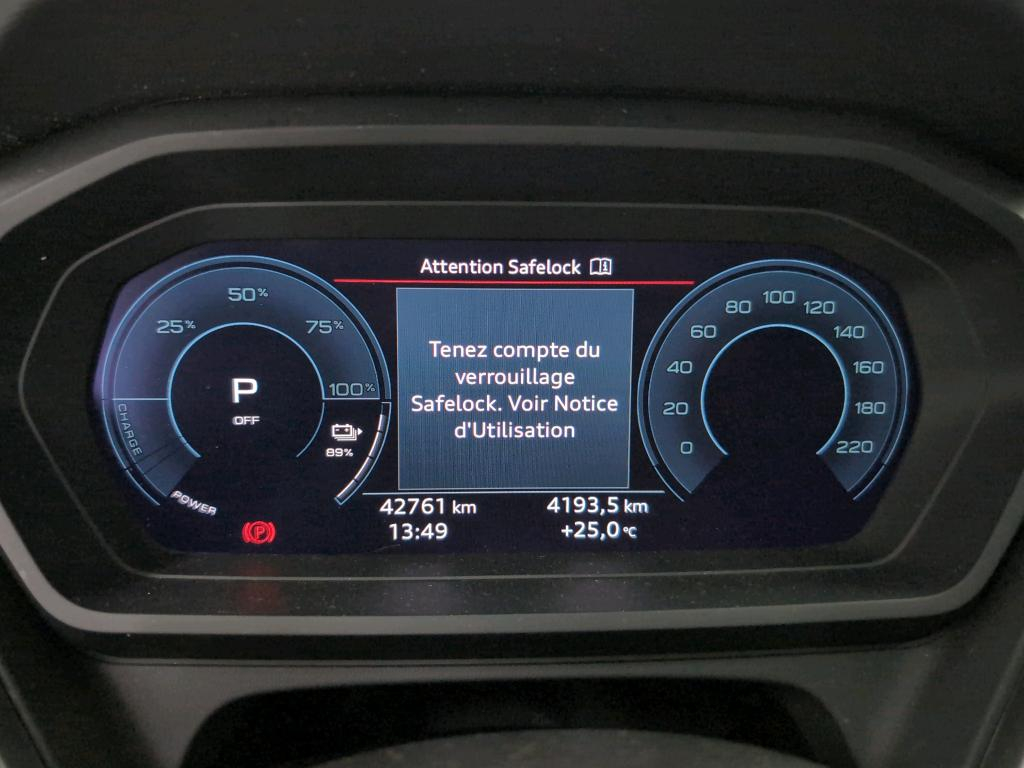 Attention Safelock
50%
25%
75%
100%
P
OFF
89%
CHARGE
POWER
Tenez compte du
verrouillage
Safelock. Voir Notice
d'Utilisation
42761 km
4193,5 km
13:49
+25,0 °C
P
0
20
40
60
80
100
120
140
160
180
220